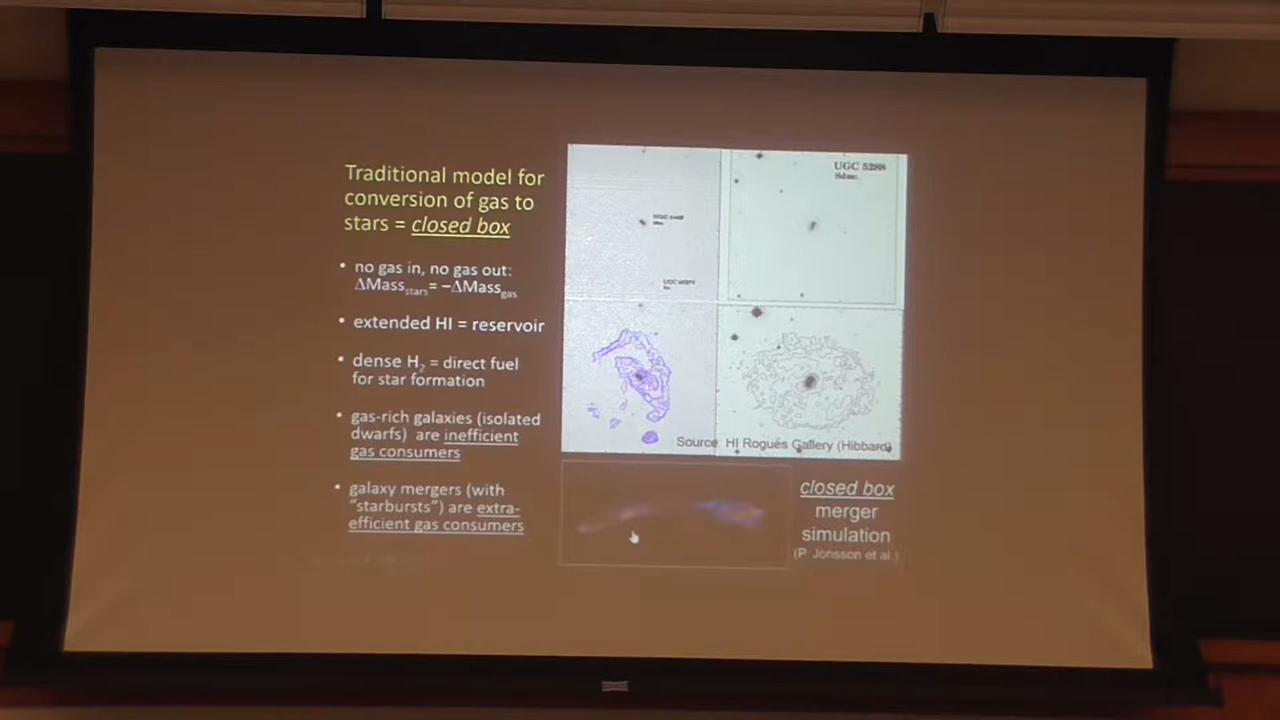 Traditional model for
conversion of gas to
stars = closed box
• no gas in, no gas out:
ΔMass_stars = −ΔMass_gas
• extended HI = reservoir
• dense H₂ = direct fuel
for star formation
• gas-rich galaxies (isolated
dwarfs) are inefficient
gas consumers
• galaxy mergers (with
"starbursts") are extra-
efficient gas consumers
UGC 5288
Source: HI Rogues Gallery (Hibbard)
closed box
merger
simulation
(P. Jonsson et al.)